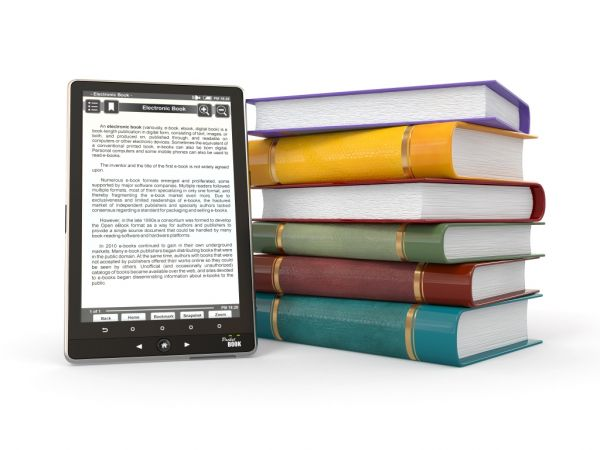 - Electronic Book -
PM 18:28
Electronic Book
An electronic book (variously, e-book, ebook, digital book) is a
book-length publication in digital form, consisting of text, images, or
both, and produced on, published through, and readable on
computers or other electronic devices. Sometimes the equivalent of
a conventional printed book, e-books can also be born digital.
Personal computers and some mobile phones can also be used to
read e-books.
The inventor and the title of the first e-book is not widely agreed
upon.
Numerous e-book formats emerged and proliferated, some
supported by major software companies. Multiple readers followed
multiple formats, most of them specializing in only one format, and
thereby fragmenting the e-book market even more. Due to
exclusiveness and limited readerships of e-books, the fractured
market of independent publishers and specialty authors lacked
consensus regarding a standard for packaging and selling e-books.
However, in the late 1990s a consortium was formed to develop
the Open eBook format as a way for authors and publishers to
provide a single source document that could be handled by many
book-reading software and hardware platforms.
In 2010 e-books continued to gain in their own underground
markets. Many e-book publishers began distributing books that were
in the public domain. At the same time, authors with books that were
not accepted by publishers offered their works online so they could
be seen by others. Unofficial (and occasionally unauthorized)
catalogs of books became available over the web, and sites devoted
to e-books began disseminating information about e-books to the
public.
1 of 1
PM 18:28
Back Home Bookmark Snapshot Zoom
Pocket
BOOK